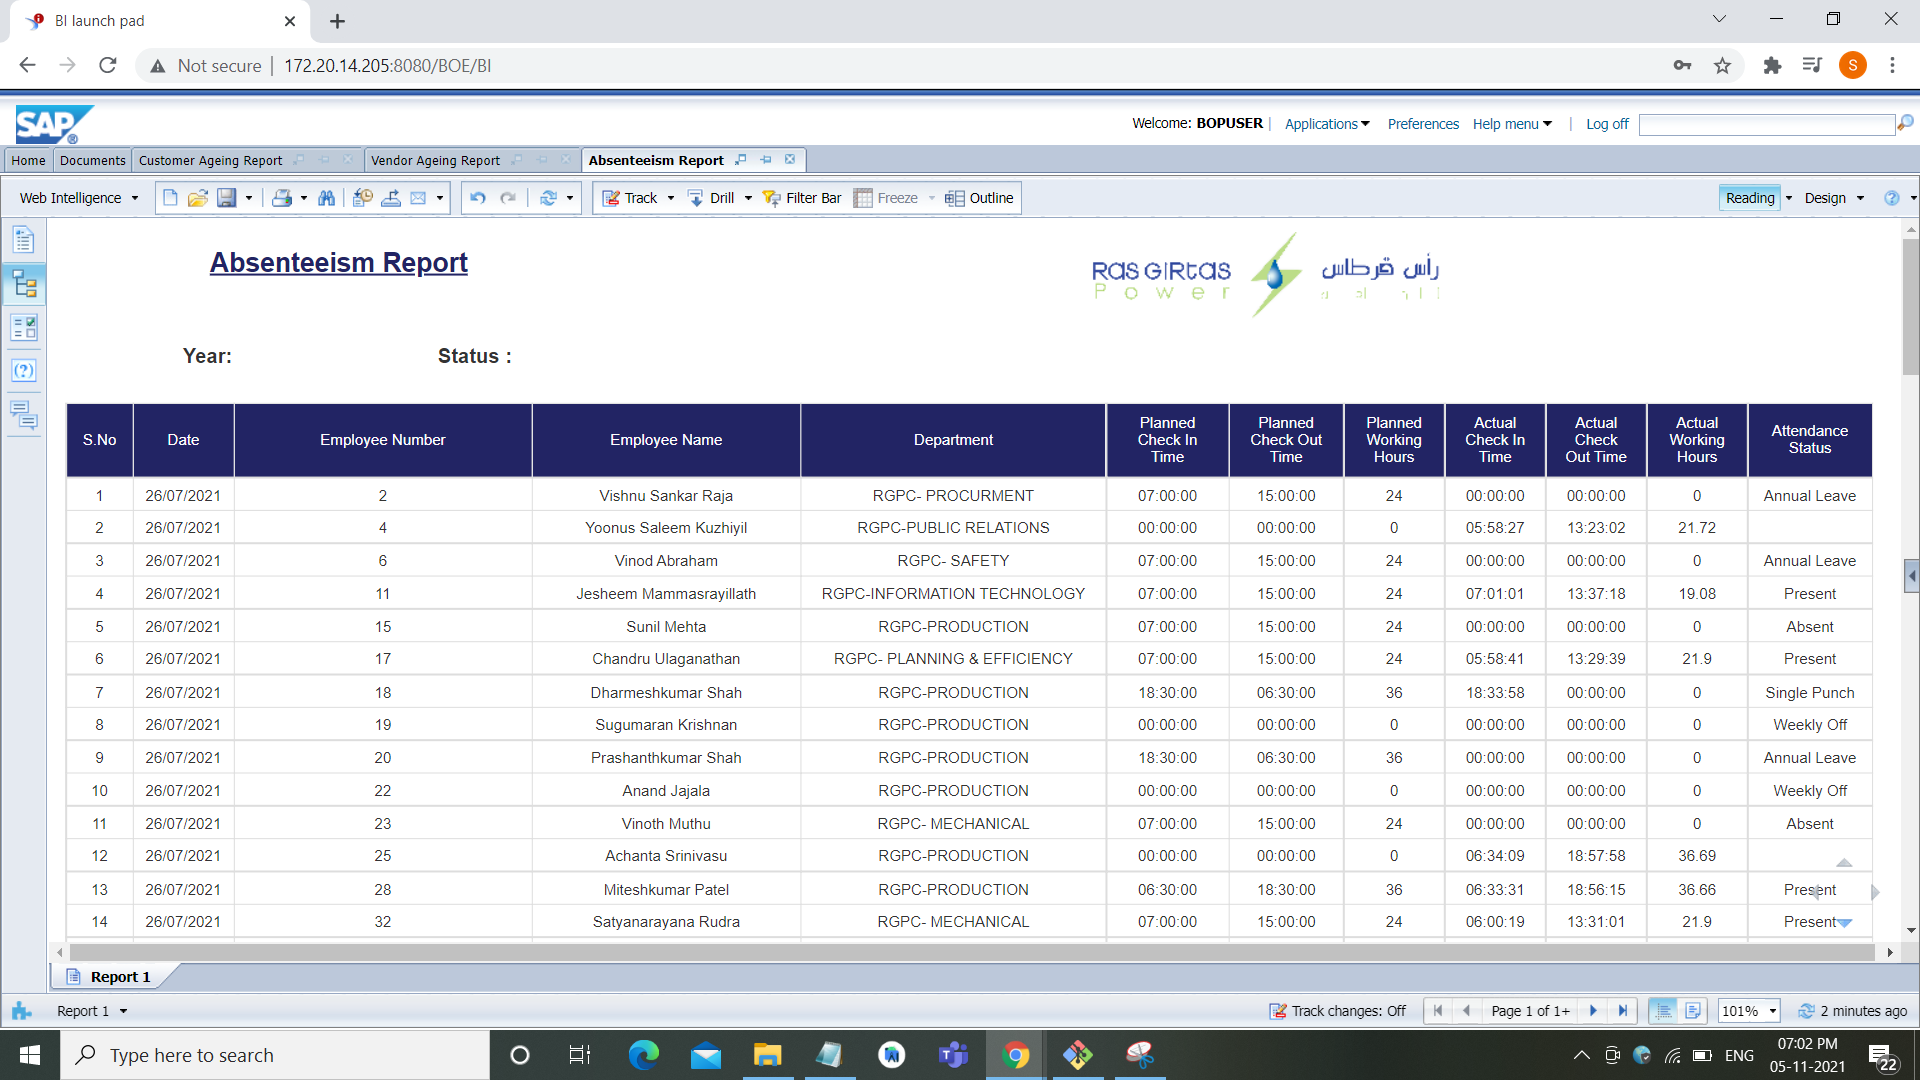 BI launch pad
Not secure 172.20.14.205:8080/BOE/BI
S
SAP
Welcome: BOPUSER Applications Preferences Help menu Log off
Home Documents Customer Ageing Report Vendor Ageing Report Absenteeism Report
Web Intelligence Track Drill Filter Bar Freeze Outline Reading Design
Absenteeism Report
RAS GIRTAS رأس قرطاس
Power
Year: Status :
S.No Date Employee Number Employee Name Department Planned Check In Time Planned Check Out Time Planned Working Hours Actual Check In Time Actual Check Out Time Actual Working Hours Attendance Status
1 26/07/2021 2 Vishnu Sankar Raja RGPC- PROCURMENT 07:00:00 15:00:00 24 00:00:00 00:00:00 0 Annual Leave
2 26/07/2021 4 Yoonus Saleem Kuzhiyil RGPC-PUBLIC RELATIONS 00:00:00 00:00:00 0 05:58:27 13:23:02 21.72
3 26/07/2021 6 Vinod Abraham RGPC- SAFETY 07:00:00 15:00:00 24 00:00:00 00:00:00 0 Annual Leave
4 26/07/2021 11 Jesheem Mammasrayillath RGPC-INFORMATION TECHNOLOGY 07:00:00 15:00:00 24 07:01:01 13:37:18 19.08 Present
5 26/07/2021 15 Sunil Mehta RGPC-PRODUCTION 07:00:00 15:00:00 24 00:00:00 00:00:00 0 Absent
6 26/07/2021 17 Chandru Ulaganathan RGPC- PLANNING & EFFICIENCY 07:00:00 15:00:00 24 05:58:41 13:29:39 21.9 Present
7 26/07/2021 18 Dharmeshkumar Shah RGPC-PRODUCTION 18:30:00 06:30:00 36 18:33:58 00:00:00 0 Single Punch
8 26/07/2021 19 Sugumaran Krishnan RGPC-PRODUCTION 00:00:00 00:00:00 0 00:00:00 00:00:00 0 Weekly Off
9 26/07/2021 20 Prashanthkumar Shah RGPC-PRODUCTION 18:30:00 06:30:00 36 00:00:00 00:00:00 0 Annual Leave
10 26/07/2021 22 Anand Jajala RGPC-PRODUCTION 00:00:00 00:00:00 0 00:00:00 00:00:00 0 Weekly Off
11 26/07/2021 23 Vinoth Muthu RGPC- MECHANICAL 07:00:00 15:00:00 24 00:00:00 00:00:00 0 Absent
12 26/07/2021 25 Achanta Srinivasu RGPC-PRODUCTION 00:00:00 00:00:00 0 06:34:09 18:57:58 36.69
13 26/07/2021 28 Miteshkumar Patel RGPC-PRODUCTION 06:30:00 18:30:00 36 06:33:31 18:56:15 36.66 Present
14 26/07/2021 32 Satyanarayana Rudra RGPC- MECHANICAL 07:00:00 15:00:00 24 06:00:19 13:31:01 21.9 Present
Report 1
Report 1 Track changes: Off Page 1 of 1+ 101% 2 minutes ago
Type here to search ENG 07:02 PM
05-11-2021 22